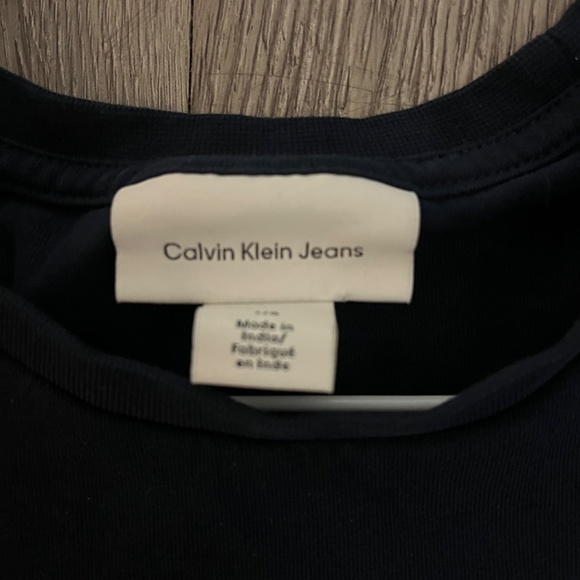 Calvin Klein Jeans
Made in
India/
Fabriqué
en Inde